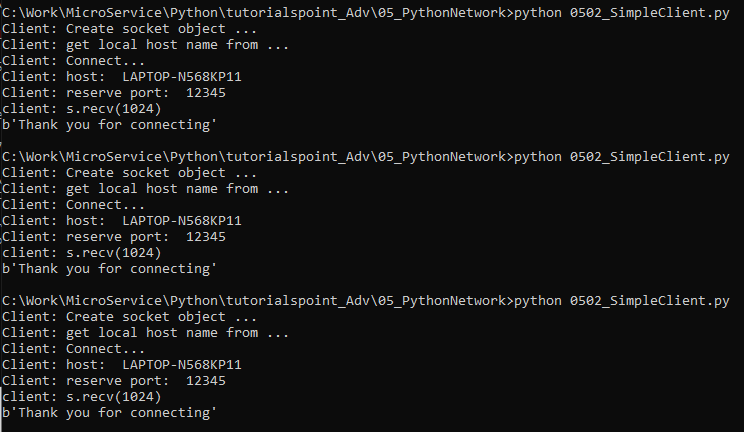 C:\Work\MicroService\Python\tutorialspoint_Adv\05_PythonNetwork>python 0502_SimpleClient.py
Client: Create socket object ...
Client: get local host name from ...
Client: Connect...
Client: host:  LAPTOP-N568KP11
Client: reserve port:  12345
client: s.recv(1024)
b'Thank you for connecting'
C:\Work\MicroService\Python\tutorialspoint_Adv\05_PythonNetwork>python 0502_SimpleClient.py
Client: Create socket object ...
Client: get local host name from ...
Client: Connect...
Client: host:  LAPTOP-N568KP11
Client: reserve port:  12345
client: s.recv(1024)
b'Thank you for connecting'
C:\Work\MicroService\Python\tutorialspoint_Adv\05_PythonNetwork>python 0502_SimpleClient.py
Client: Create socket object ...
Client: get local host name from ...
Client: Connect...
Client: host:  LAPTOP-N568KP11
Client: reserve port:  12345
client: s.recv(1024)
b'Thank you for connecting'